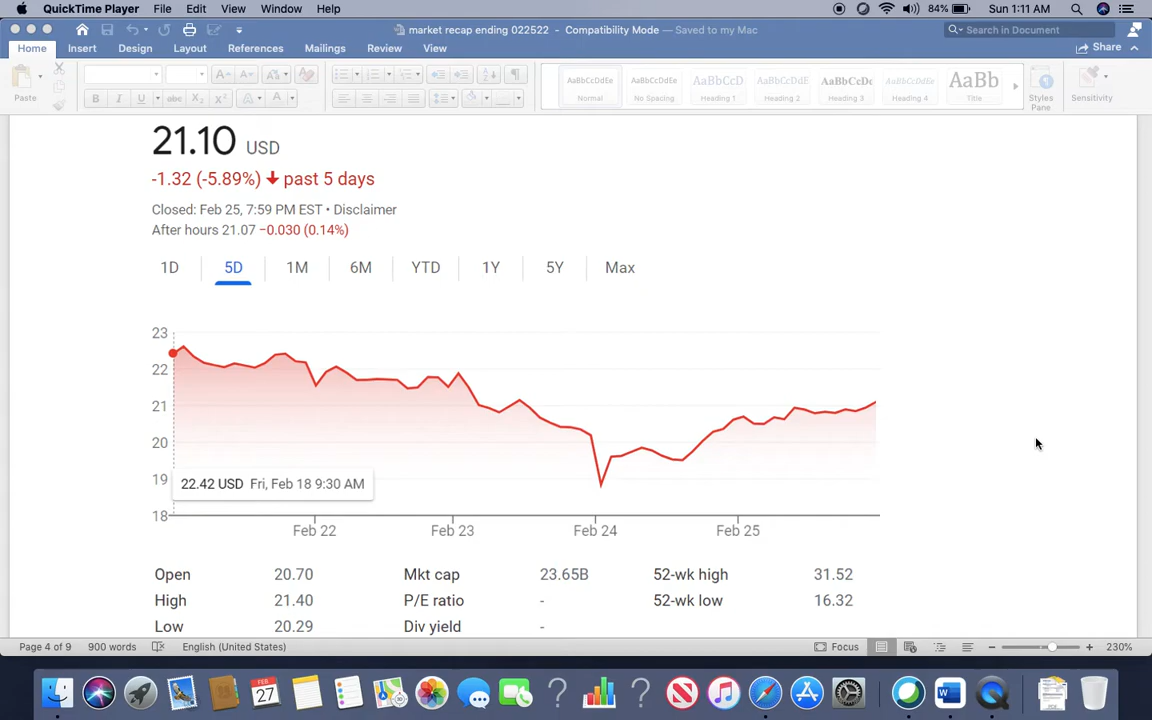 QuickTime Player File Edit View Window Help 84% Sun 1:11 AM
market recap ending 022522 - Compatibility Mode — Saved to my Mac
Search in Document
Home Insert Design Layout References Mailings Review View
Share
Paste
AaBbCcDdEe AaBbCcDdEe AaBbCcD AaBbCcDdEe AaBbCcDc AaBbCcDdEe AaBb
Normal No Spacing Heading 1 Heading 2 Heading 3 Heading 4 Title
Styles Pane
Sensitivity
21.10 USD
-1.32 (-5.89%) ↓ past 5 days
Closed: Feb 25, 7:59 PM EST • Disclaimer
After hours 21.07 −0.030 (0.14%)
1D 5D 1M 6M YTD 1Y 5Y Max
23
22
21
20
19
18
22.42 USD Fri, Feb 18 9:30 AM
Feb 22 Feb 23 Feb 24 Feb 25
Open 20.70 Mkt cap 23.65B 52-wk high 31.52
High 21.40 P/E ratio - 52-wk low 16.32
Low 20.29 Div yield -
Page 4 of 9 900 words English (United States) Focus 230%
FEB
27